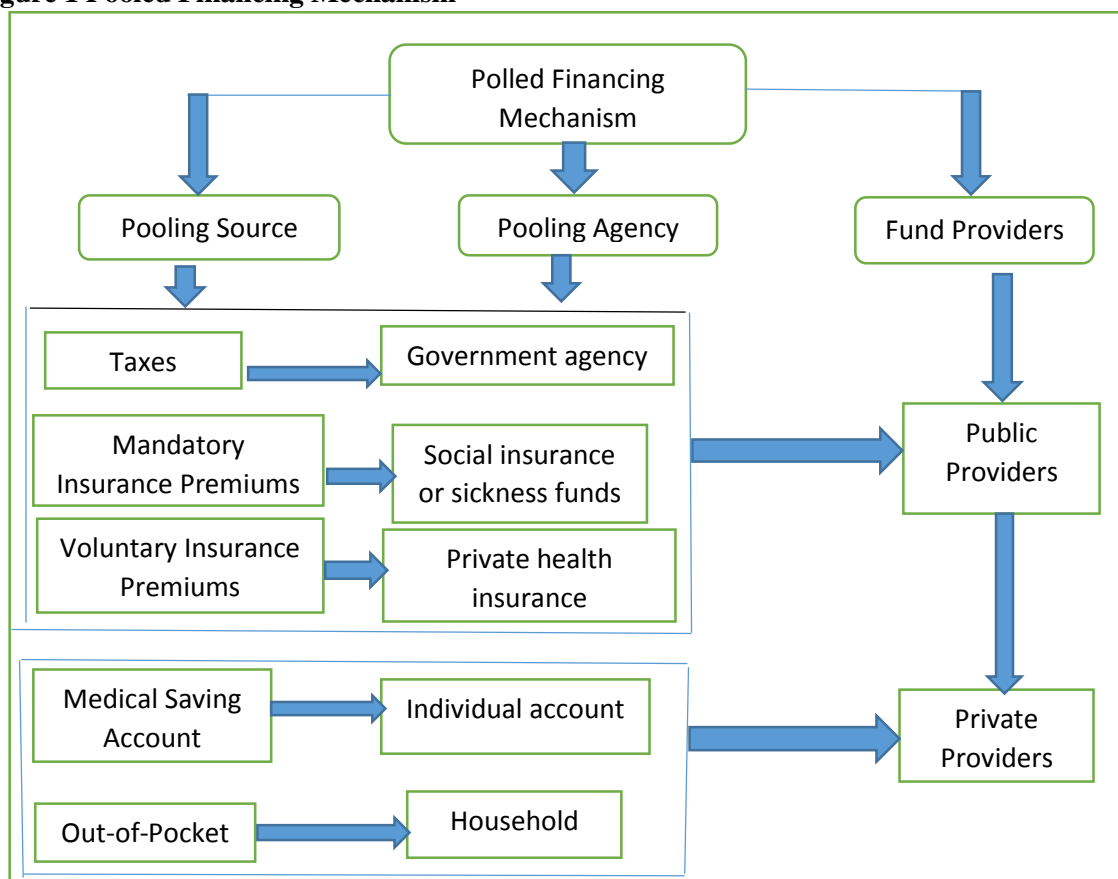 Polled Financing
Mechanism
Pooling Source
Pooling Agency
Fund Providers
Taxes
Government agency
Mandatory
Insurance Premiums
Social insurance
or sickness funds
Public
Providers
Voluntary Insurance
Premiums
Private health
insurance
Medical Saving
Account
Individual account
Private
Providers
Out-of-Pocket
Household